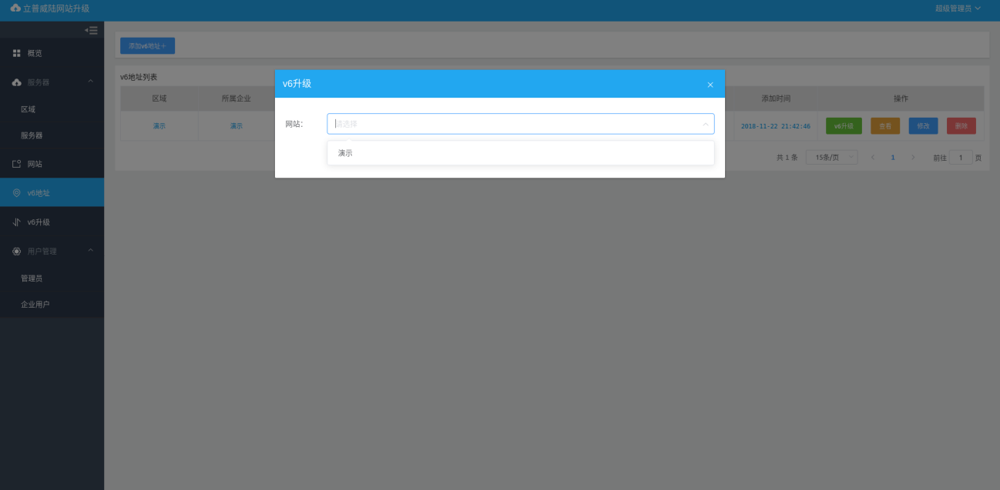 立普威陆网站升级
超级管理员
概览
服务器
区域
服务器
网站
v6地址
v6升级
用户管理
管理员
企业用户
添加v6地址+
v6地址列表
区域 所属企业 添加时间 操作
演示 演示 2018-11-22 21:42:46 v6升级 查看 修改 删除
共 1 条 15条/页 1 前往 1 页
v6升级
网站：
请选择
演示